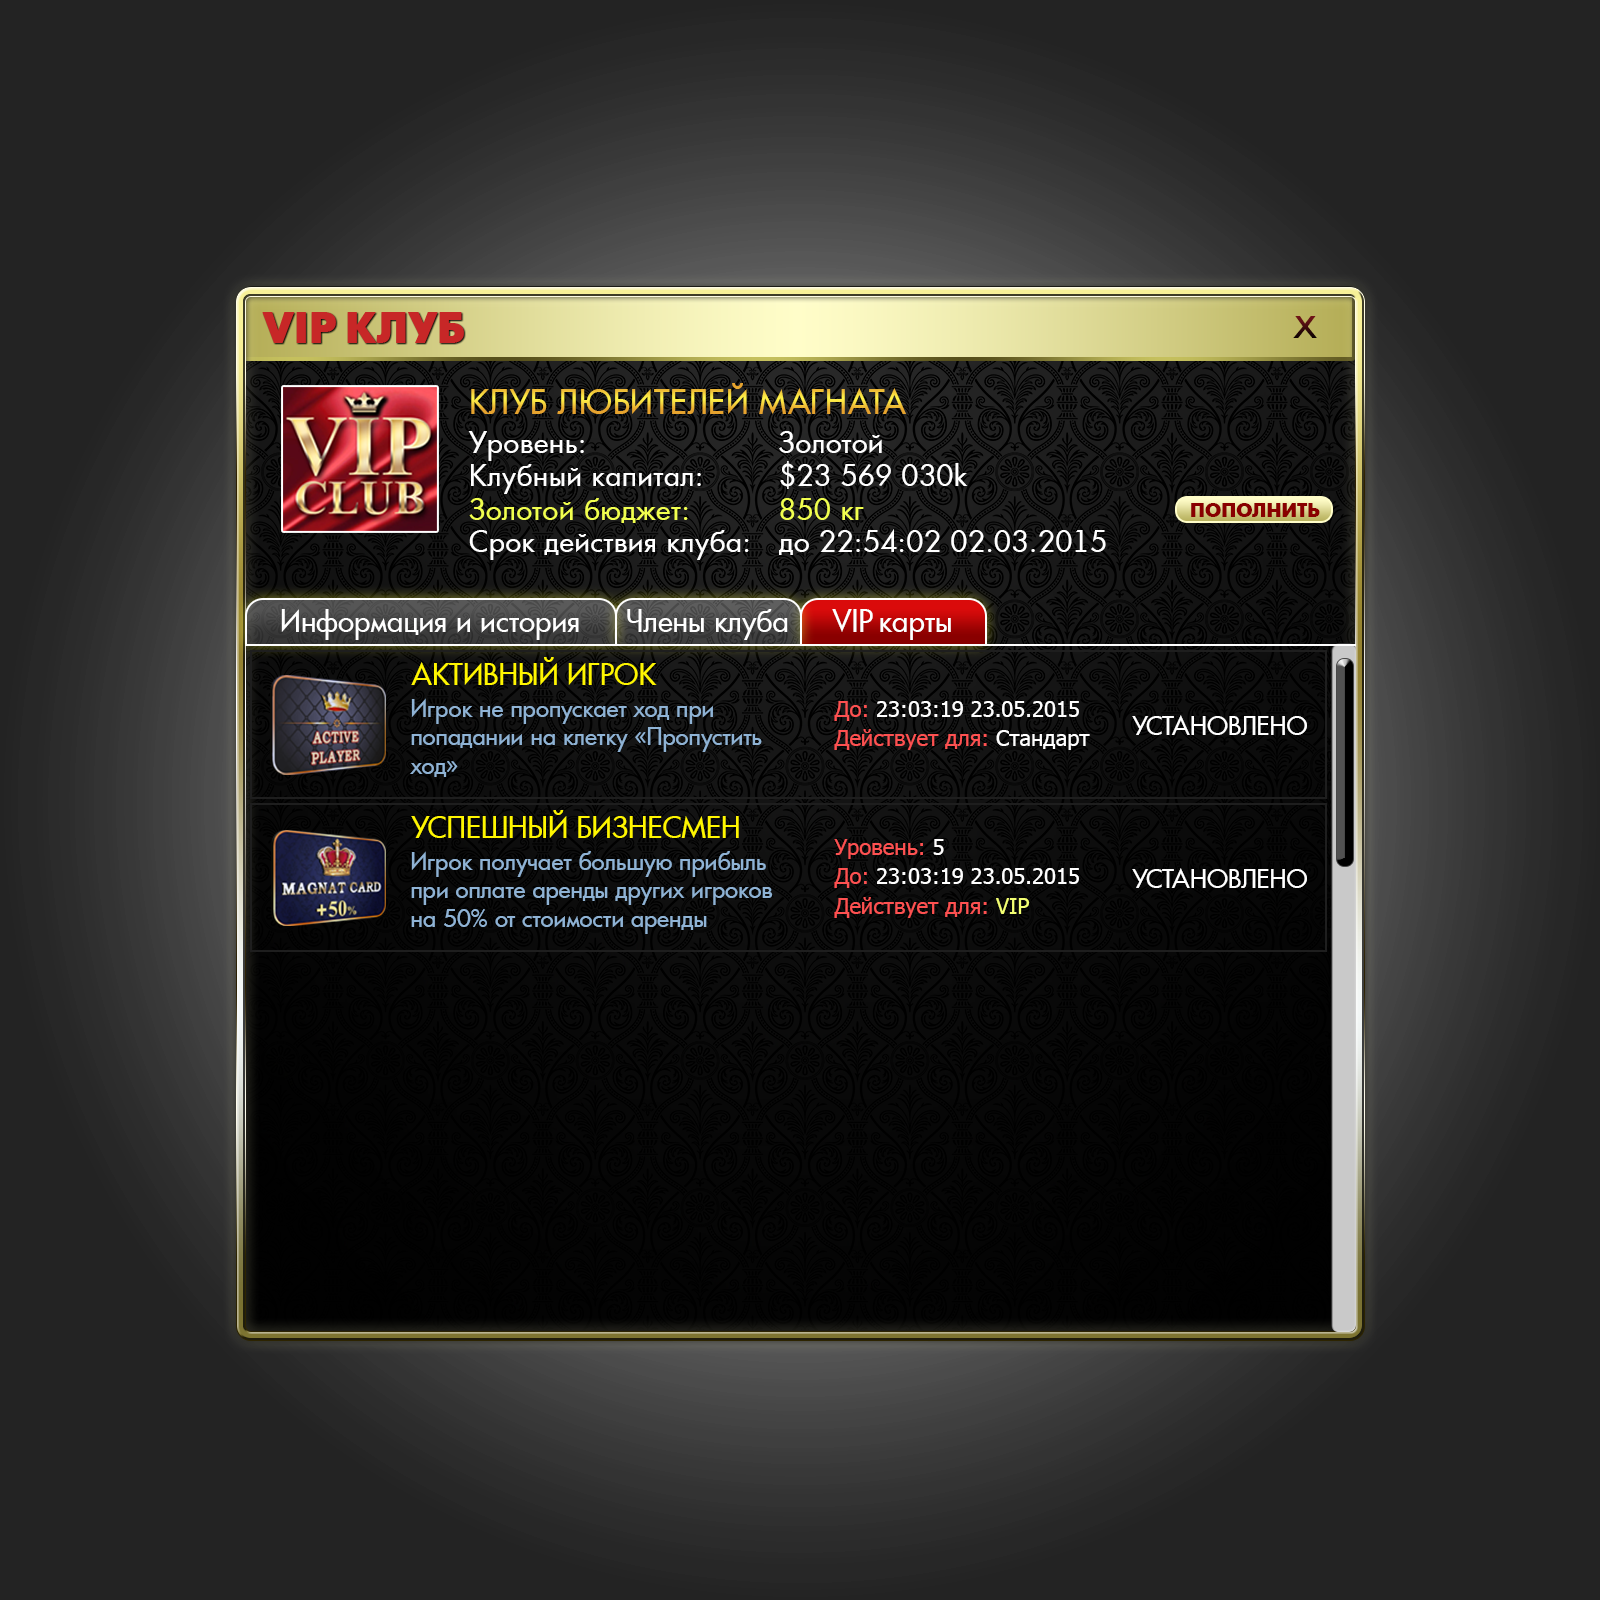 VIP КЛУБ
X
VIP
CLUB
КЛУБ ЛЮБИТЕЛЕЙ МАГНАТА
Уровень: Золотой
Клубный капитал: $23 569 030k
Золотой бюджет: 850 кг
ПОПОЛНИТЬ
Срок действия клуба: до 22:54:02 02.03.2015
Информация и история
Члены клуба
VIP карты
ACTIVE
PLAYER
АКТИВНЫЙ ИГРОК
Игрок не пропускает ход при
попадании на клетку «Пропустить
ход»
До: 23:03:19 23.05.2015
Действует для: Стандарт
УСТАНОВЛЕНО
MAGNAT CARD
+50%
УСПЕШНЫЙ БИЗНЕСМЕН
Игрок получает большую прибыль
при оплате аренды других игроков
на 50% от стоимости аренды
Уровень: 5
До: 23:03:19 23.05.2015
Действует для: VIP
УСТАНОВЛЕНО